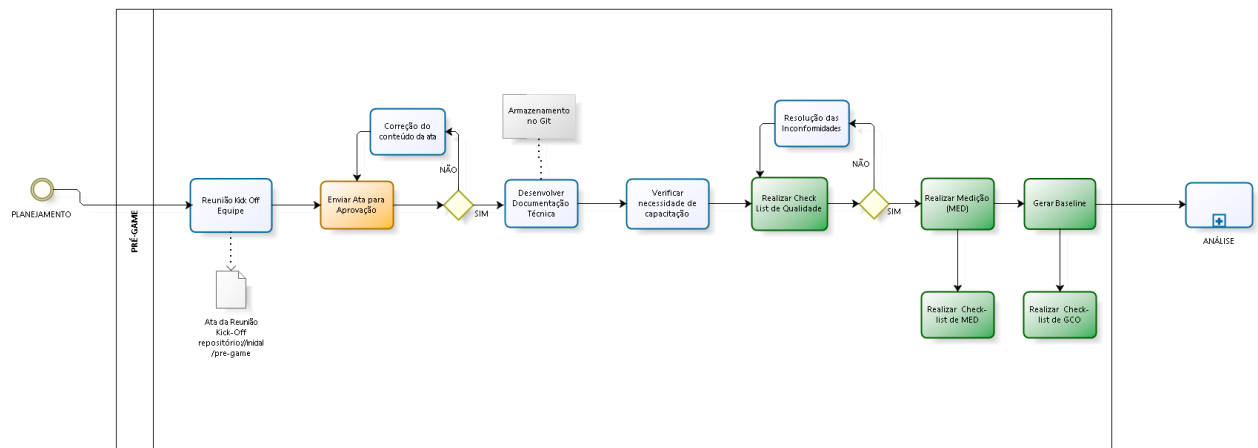 PLANEJAMENTO
PRÉ-GAME
Reunião Kick Off
Equipe
Ata da Reunião
Kick-Off
repositório://inicial
/pre-game
Enviar Ata para
Aprovação
Correção do
conteúdo da ata
NÃO
SIM
Armazenamento
no Git
Desenvolver
Documentação
Técnica
Verificar
necessidade de
capacitação
Realizar Check
List de Qualidade
Resolução das
Inconformidades
NÃO
SIM
Realizar Medição
(MED)
Realizar Check-
list de MED
Gerar Baseline
Realizar Check-
list de GCO
ANÁLISE